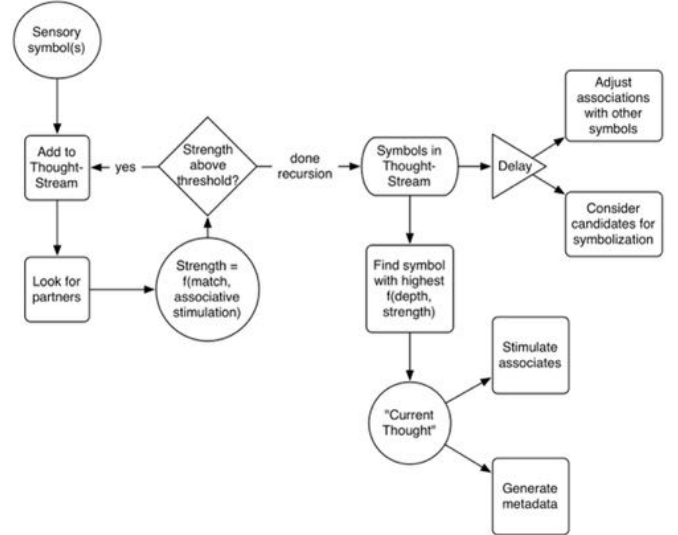 Sensory
symbol(s)
Add to
Thought-
Stream
Look for
partners
Strength =
f(match,
associative
stimulation)
Strength
above
threshold?
yes
done
recursion
Symbols in
Thought-
Stream
Delay
Adjust
associations
with other
symbols
Consider
candidates for
symbolization
Find symbol
with highest
f(depth,
strength)
"Current
Thought"
Stimulate
associates
Generate
metadata